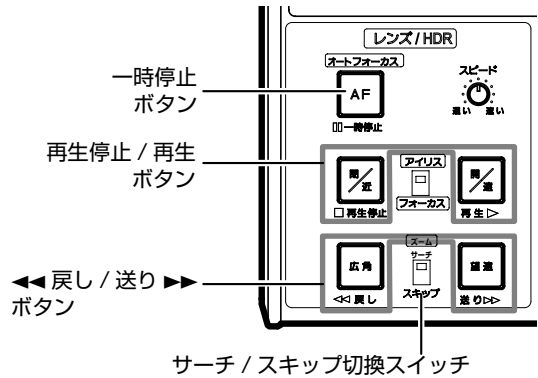 レンズ/HDR
オートフォーカス
スピード
一時停止
ボタン
AF
遅い 速い
▯▯一時停止
再生停止 / 再生
ボタン
アイリス
閉/近
開/遠
フォーカス
□ 再生停止
再生 ▷
ズーム
サーチ
広角
望遠
◀◀ 戻し / 送り ▶▶
ボタン
スキップ
◁◁ 戻し
送り ▷▷
サーチ / スキップ切換スイッチ